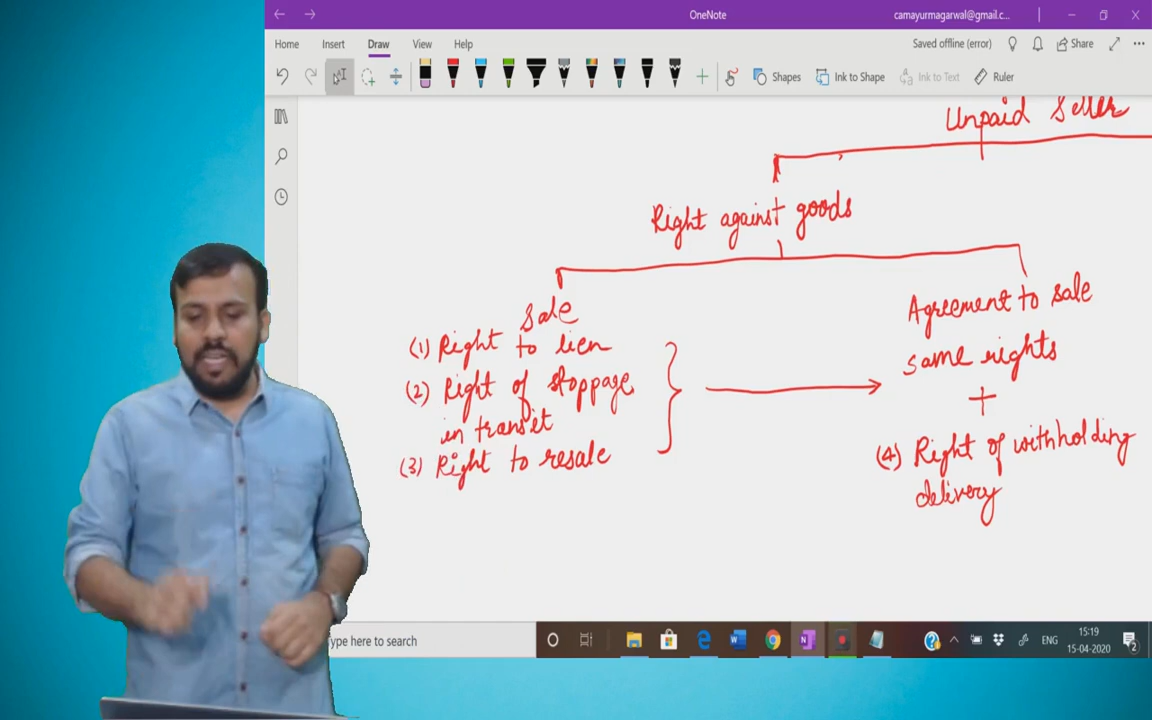 OneNote
camayurmagarwal@gmail.c...
Home Insert Draw View Help
Saved offline (error)
Share
Shapes
Ink to Shape
Ink to Text
Ruler
Unpaid Seller
Right against goods
Sale
(1) Right to lien
(2) Right of stoppage
in transit
(3) Right to resale
Agreement to sale
same rights
+
(4) Right of withholding
delivery
ype here to search
ENG
15:19
15-04-2020
2